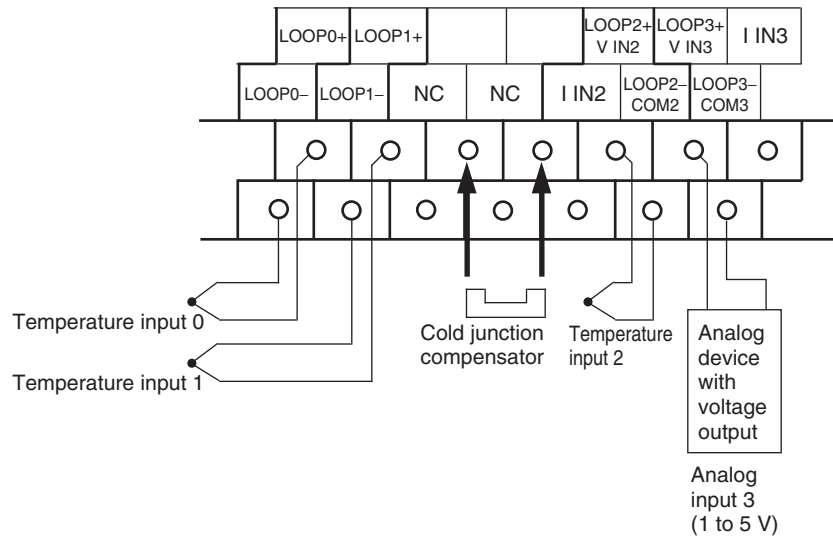 LOOP0+ LOOP1+ LOOP2+ LOOP3+ I IN3
V IN2 V IN3
LOOP0– LOOP1– NC NC I IN2 LOOP2– LOOP3–
COM2 COM3
Temperature input 0
Temperature input 1
Cold junction
compensator
Temperature
input 2
Analog
device
with
voltage
output
Analog
input 3
(1 to 5 V)